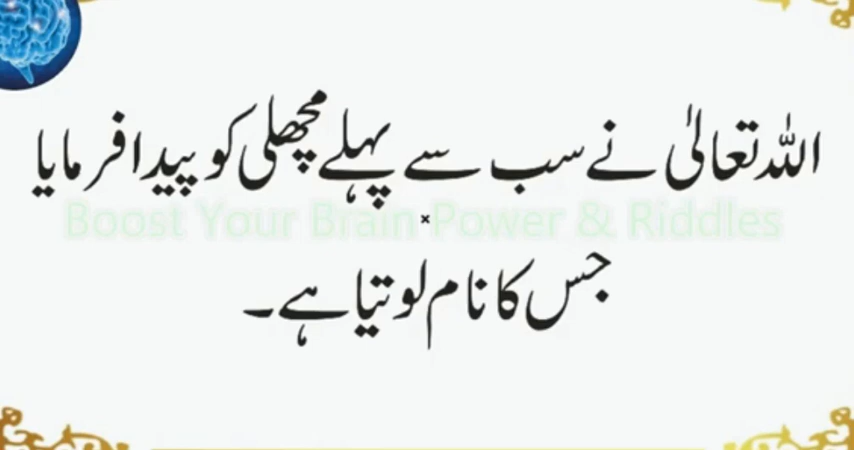 اللہ تعالیٰ نے سب سے پہلے مچھلی کو پیدا فرمایا
Boost Your Brain Power & Riddles
جس کا نام لوتیا ہے۔